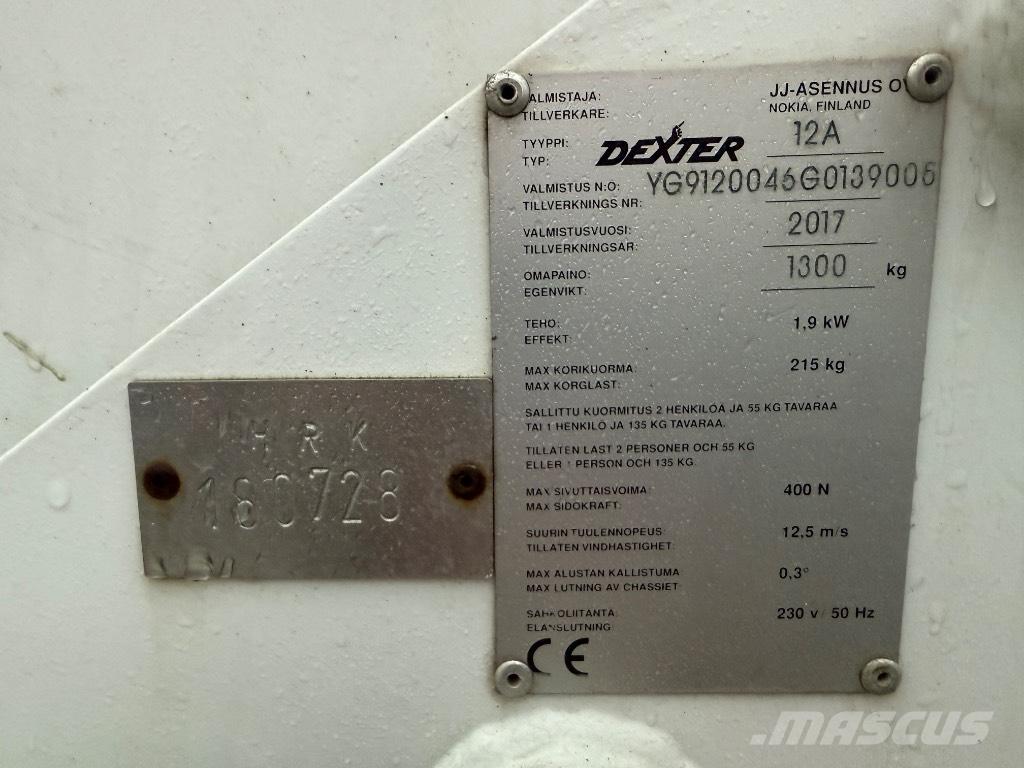 VALMISTAJA: JJ-ASENNUS OY
TILLVERKARE: NOKIA, FINLAND
TYYPPI: DEXTER 12A
TYP:
VALMISTUS N:O: YG9120046G0139006
TILLVERKNINGS NR:
VALMISTUSVUOSI: 2017
TILLVERKNINGSAR:
OMAPAINO: 1300 kg
EGENVIKT:
TEHO: 1,9 kW
EFFEKT:
MAX KORIKUORMA: 215 kg
MAX KORGLAST:
SALLITTU KUORMITUS 2 HENKILÖÄ JA 55 KG TAVARAA
TAI 1 HENKILÖ JA 135 KG TAVARAA.
TILLATEN LAST 2 PERSONER OCH 55 KG
ELLER 1 PERSON OCH 135 KG.
MAX SIVUTTAISVOIMA: 400 N
MAX SIDOKRAFT:
SUURIN TUULENNOPEUS: 12,5 m/s
TILLATEN VINDHASTIGHET:
MAX ALUSTAN KALLISTUMA: 0,3°
MAX LUTNING AV CHASSIET:
SÄHKÖLIITÄNTÄ: 230 v/ 50 Hz
ELANSLUTNING:
CE
HRK
180728
MASCUS